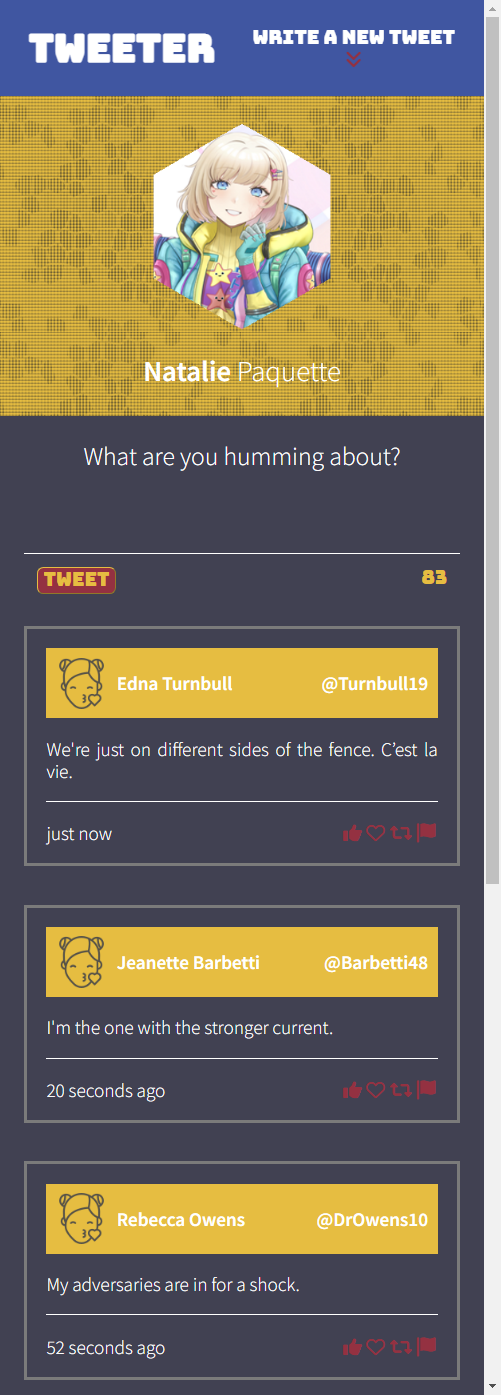 TWEETER
WRITE A NEW TWEET
Natalie Paquette
What are you humming about?
TWEET 83
Edna Turnbull @Turnbull19
We're just on different sides of the fence. C’est la
vie.
just now
Jeanette Barbetti @Barbetti48
I'm the one with the stronger current.
20 seconds ago
Rebecca Owens @DrOwens10
My adversaries are in for a shock.
52 seconds ago